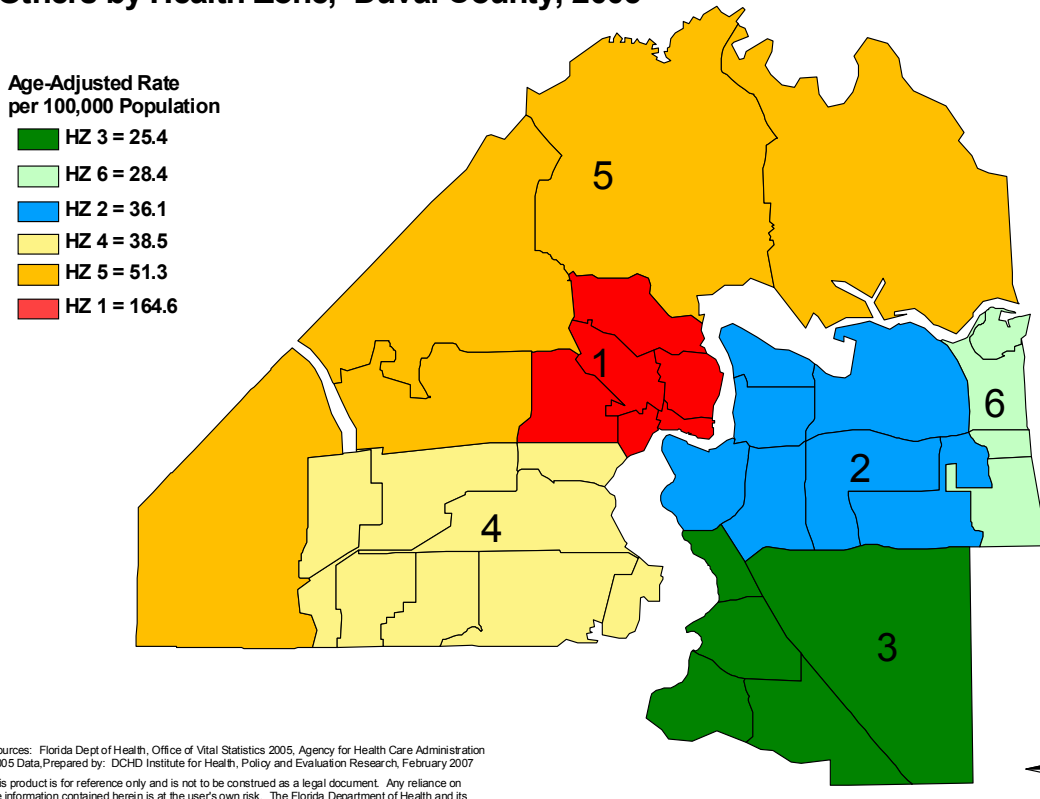 Others by Health Zone, Duval County,
Age-Adjusted Rate
per 100,000 Population
HZ 3 = 25.4
HZ 6 = 28.4
HZ 2 = 36.1
HZ 4 = 38.5
HZ 5 = 51.3
HZ 1 = 164.6
5
1
6
2
4
3
urces: Florida Dept of Health, Office of Vital Statistics 2005, Agency for Health Care Administration
005 Data,Prepared by: DCHD Institute for Health, Policy and Evaluation Research, February 2007
is product is for reference only and is not to be construed as a legal document. Any reliance on
e information contained herein is at the user's own risk. The Florida Department of Health and its